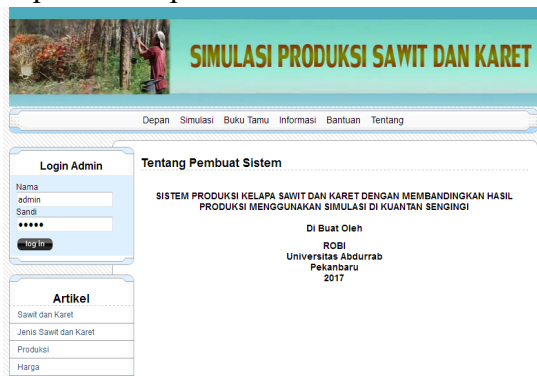 SIMULASI PRODUKSI SAWIT DAN KARET
Depan Simulasi Buku Tamu Informasi Bantuan Tentang
Login Admin
Nama
admin
Sandi
•••••
log in
Artikel
Sawit dan Karet
Jenis Sawit dan Karet
Produksi
Harga
Tentang Pembuat Sistem
SISTEM PRODUKSI KELAPA SAWIT DAN KARET DENGAN MEMBANDINGKAN HASIL
PRODUKSI MENGGUNAKAN SIMULASI DI KUANTAN SENGINGI
Di Buat Oleh
ROBI
Universitas Abdurrab
Pekanbaru
2017